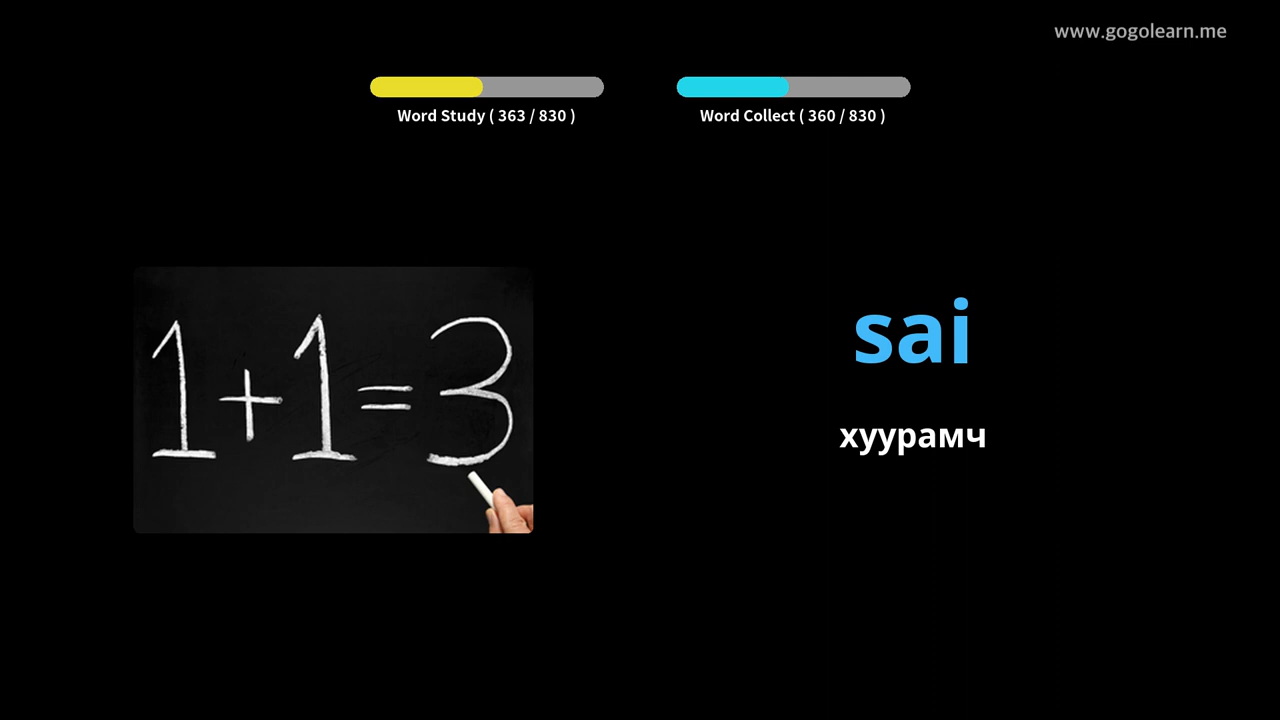 www.gogolearn.me
Word Study ( 363 / 830 )
Word Collect ( 360 / 830 )
1+1=3
sai
хуурамч